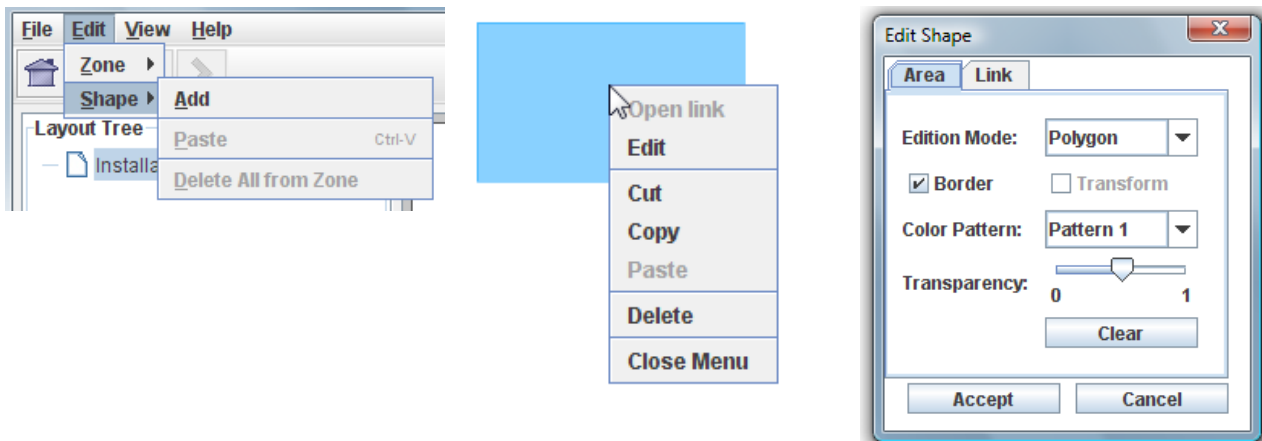 File Edit View Help
Zone
Shape
Add
Layout Tree
Paste Ctrl-V
Installa
Delete All from Zone
Open link
Edit
Cut
Copy
Paste
Delete
Close Menu
Edit Shape
Area Link
Edition Mode: Polygon
Border Transform
Color Pattern: Pattern 1
Transparency:
0 1
Clear
Accept Cancel